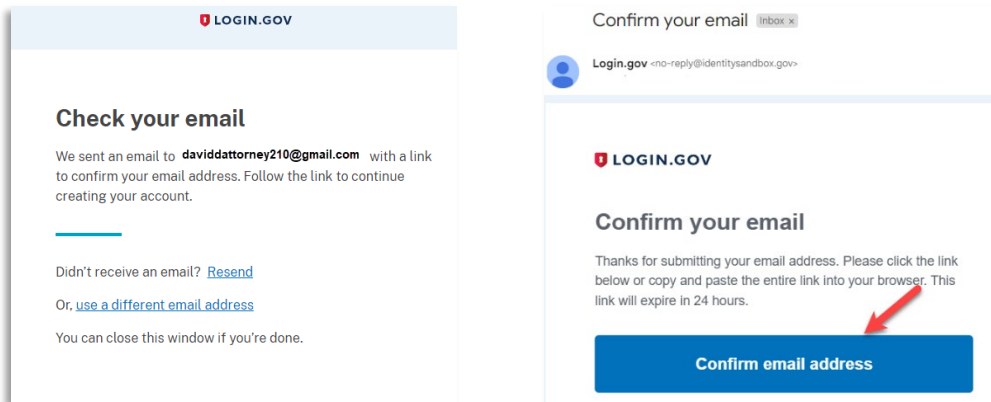 LOGIN.GOV
Check your email
We sent an email to daviddattorney210@gmail.com with a link
to confirm your email address. Follow the link to continue
creating your account.
Didn't receive an email? Resend
Or, use a different email address
You can close this window if you're done.
Confirm your email Inbox x
Login.gov <no-reply@identitysandbox.gov>
LOGIN.GOV
Confirm your email
Thanks for submitting your email address. Please click the link
below or copy and paste the entire link into your browser. This
link will expire in 24 hours.
Confirm email address